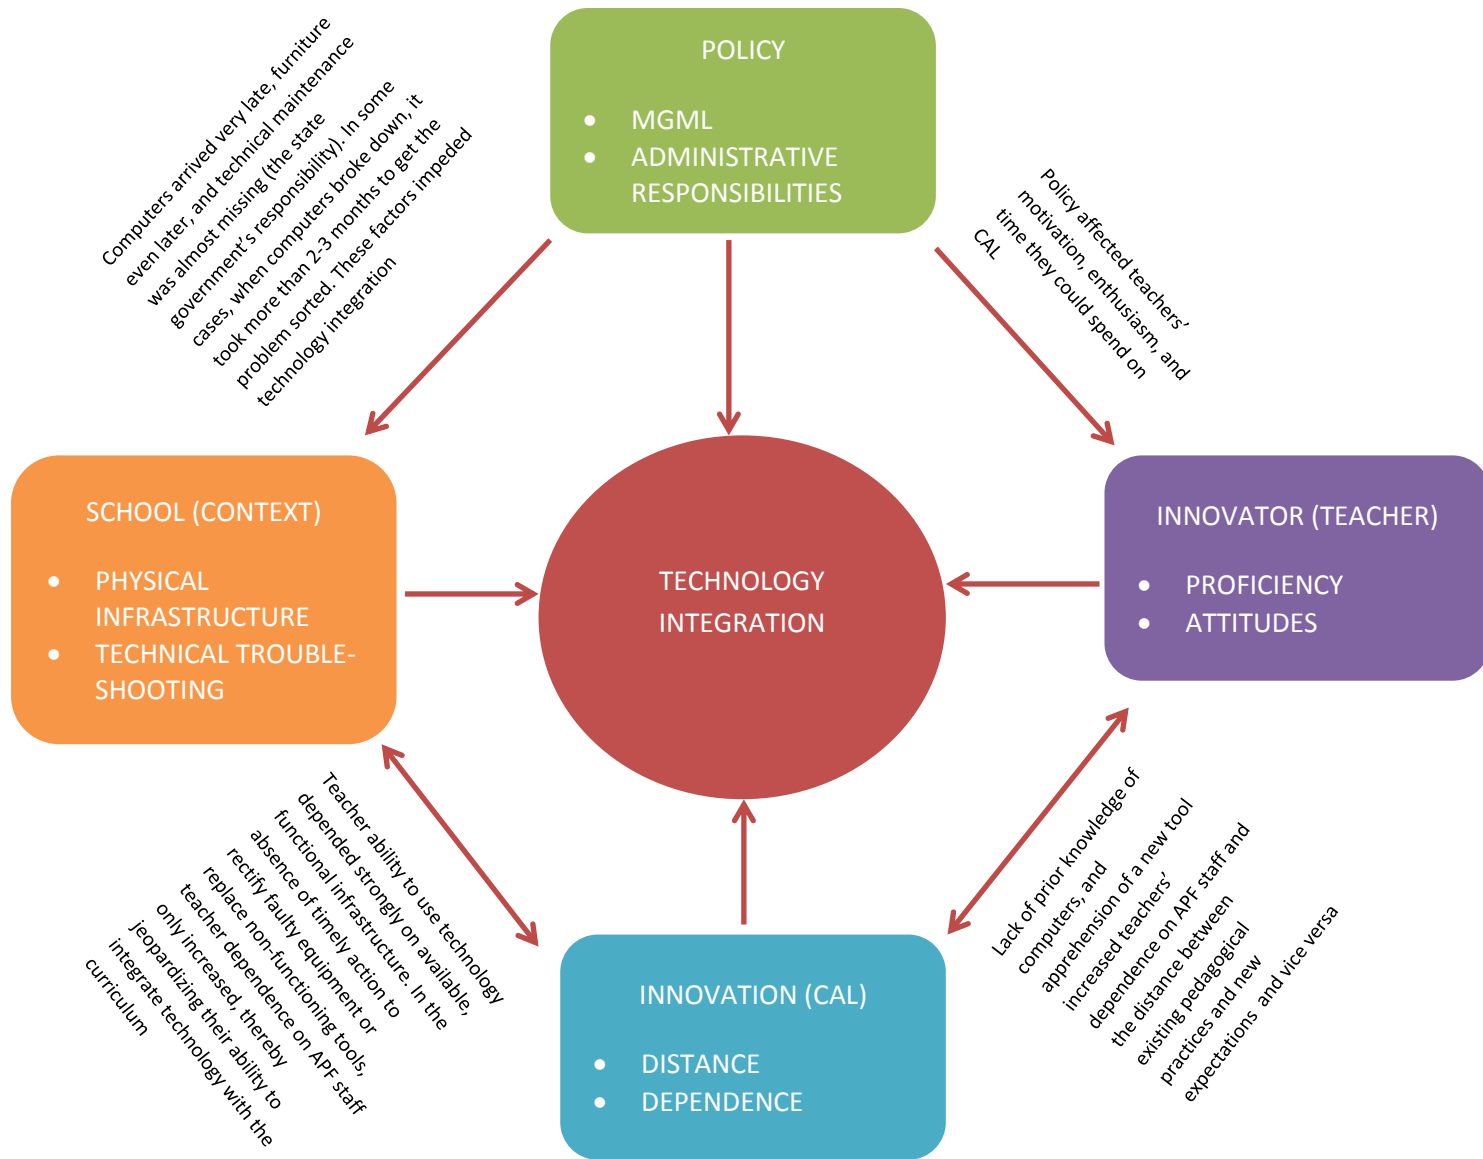 POLICY
• MGML
• ADMINISTRATIVE
RESPONSIBILITIES
Computers arrived very late, furniture
even later, and technical maintenance
was almost missing (the state
government's responsibility). In some
cases, when computers broke down, it
took more than 2-3 months to get the
problem sorted. These factors impeded
technology integration
Policy affected teachers'
motivation, enthusiasm, and
time they could spend on
CAL
SCHOOL (CONTEXT)
• PHYSICAL
INFRASTRUCTURE
• TECHNICAL TROUBLE-
SHOOTING
TECHNOLOGY
INTEGRATION
INNOVATOR (TEACHER)
• PROFICIENCY
• ATTITUDES
Teacher ability to use technology
depended strongly on available,
functional infrastructure. In the
absence of timely action to
rectify faulty equipment or
replace non-functioning tools,
teacher dependence on APF staff
only increased, thereby
jeopardizing their ability to
integrate technology with the
curriculum
Lack of prior knowledge of
computers, and
apprehension of a new tool
increased teachers'
dependence on APF staff and
the distance between
existing pedagogical
practices and new
expectations and vice versa
INNOVATION (CAL)
• DISTANCE
• DEPENDENCE